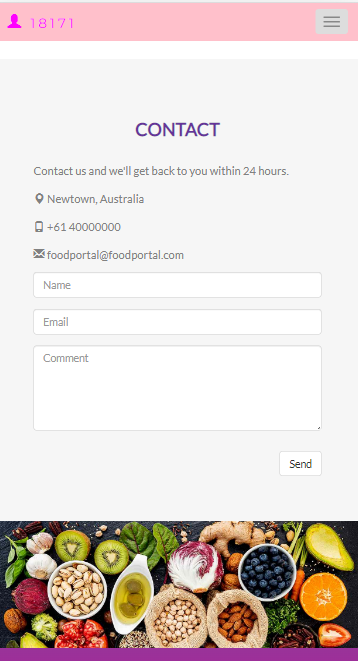 18171
CONTACT
Contact us and we'll get back to you within 24 hours.
Newtown, Australia
+61 40000000
foodportal@foodportal.com
Name
Email
Comment
Send